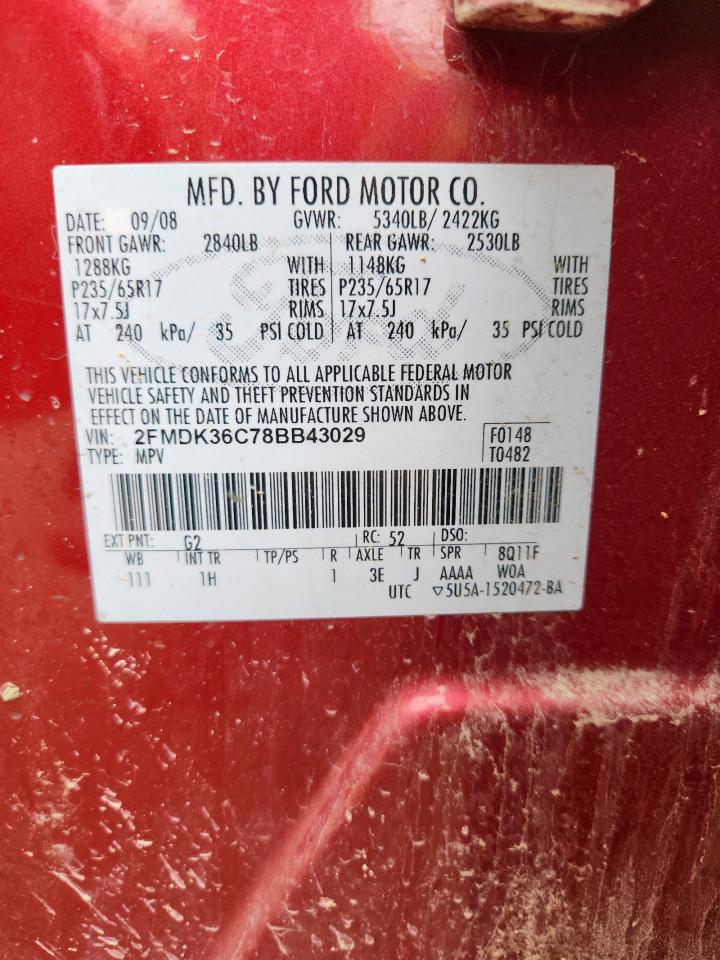 MFD. BY FORD MOTOR CO.
DATE: 09/08 GVWR: 5340LB/ 2422KG
FRONT GAWR: 2840LB REAR GAWR: 2530LB
1288KG WITH 1148KG WITH
P235/65R17 TIRES P235/65R17 TIRES
17x7.5J RIMS 17x7.5J RIMS
AT 240 kPa/ 35 PSI COLD AT 240 kPa/ 35 PSI COLD
THIS VEHICLE CONFORMS TO ALL APPLICABLE FEDERAL MOTOR
VEHICLE SAFETY AND THEFT PREVENTION STANDARDS IN
EFFECT ON THE DATE OF MANUFACTURE SHOWN ABOVE.
VIN: 2FMDK36C78BB43029 F0148
TYPE: MPV T0482
EXT PNT: G2 RC: 52 DSO:
WB INT TR TP/PS R AXLE TR SPR 8Q11F
111 1H 1 3E J AAAA WOA
UTC ▽5U5A-1520472-BA